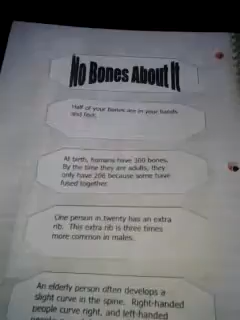 No Bones About It
Half of your bones are in your hands
and feet.
At birth, humans have 300 bones.
By the time they are adults, they
only have 206 because some have
fused together.
One person in twenty has an extra
rib. This extra rib is three times
more common in males.
An elderly person often develops a
slight curve in the spine. Right-handed
people curve right, and left-handed